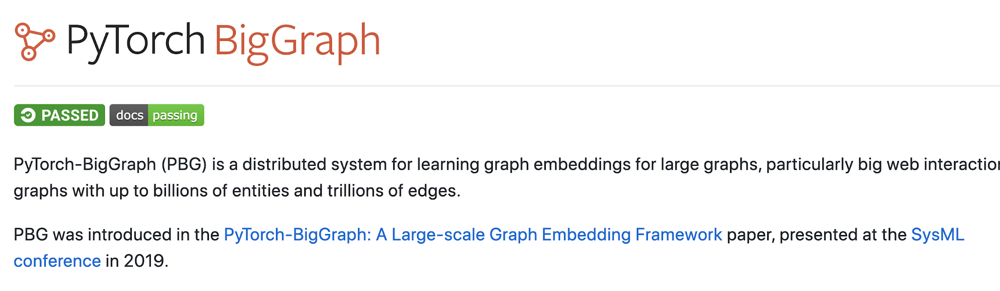 PyTorch BigGraph
PASSED docs passing
PyTorch-BigGraph (PBG) is a distributed system for learning graph embeddings for large graphs, particularly big web interaction
graphs with up to billions of entities and trillions of edges.
PBG was introduced in the PyTorch-BigGraph: A Large-scale Graph Embedding Framework paper, presented at the SysML
conference in 2019.